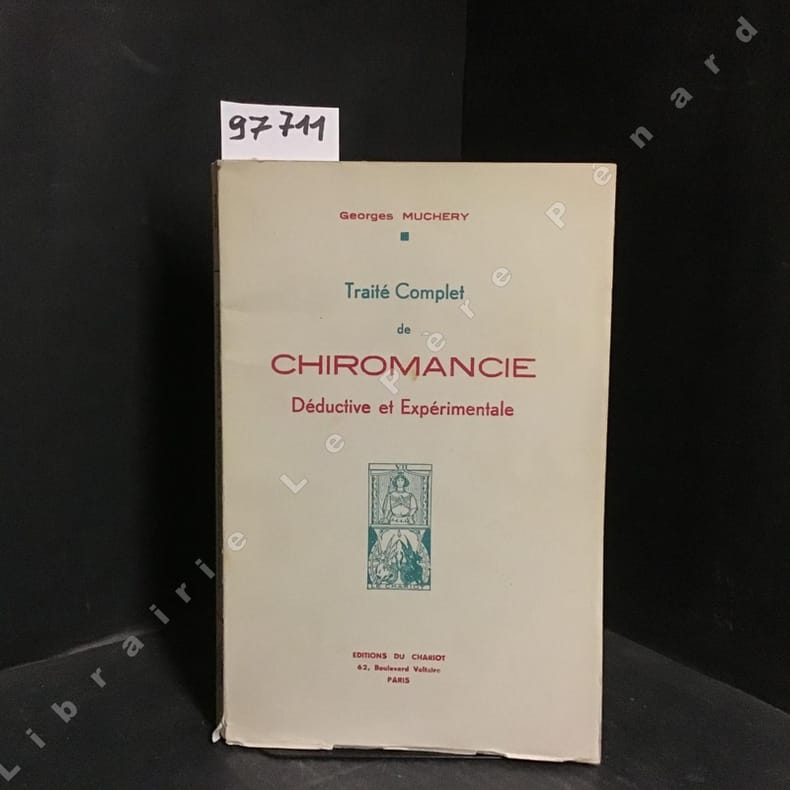 97711
Georges MUCHERY
Traité Complet
de
CHIROMANCIE
Déductive et Expérimentale
VII
LE CHARIOT
EDITIONS DU CHARIOT
62, Boulevard Voltaire
PARIS
Librairie Le Père Pénard